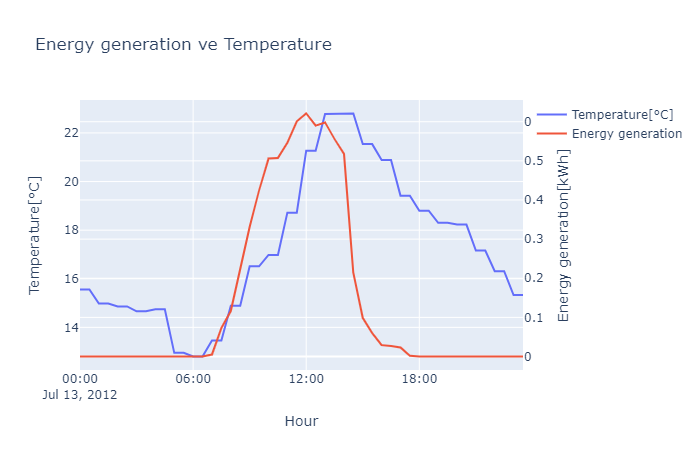 Energy generation ve Temperature
Temperature[°C]
Energy generation
22
20
18
16
14
Temperature[°C]
0
0.5
0.4
0.3
0.2
0.1
0
Energy generation[kWh]
00:00
06:00
12:00
18:00
Jul 13, 2012
Hour